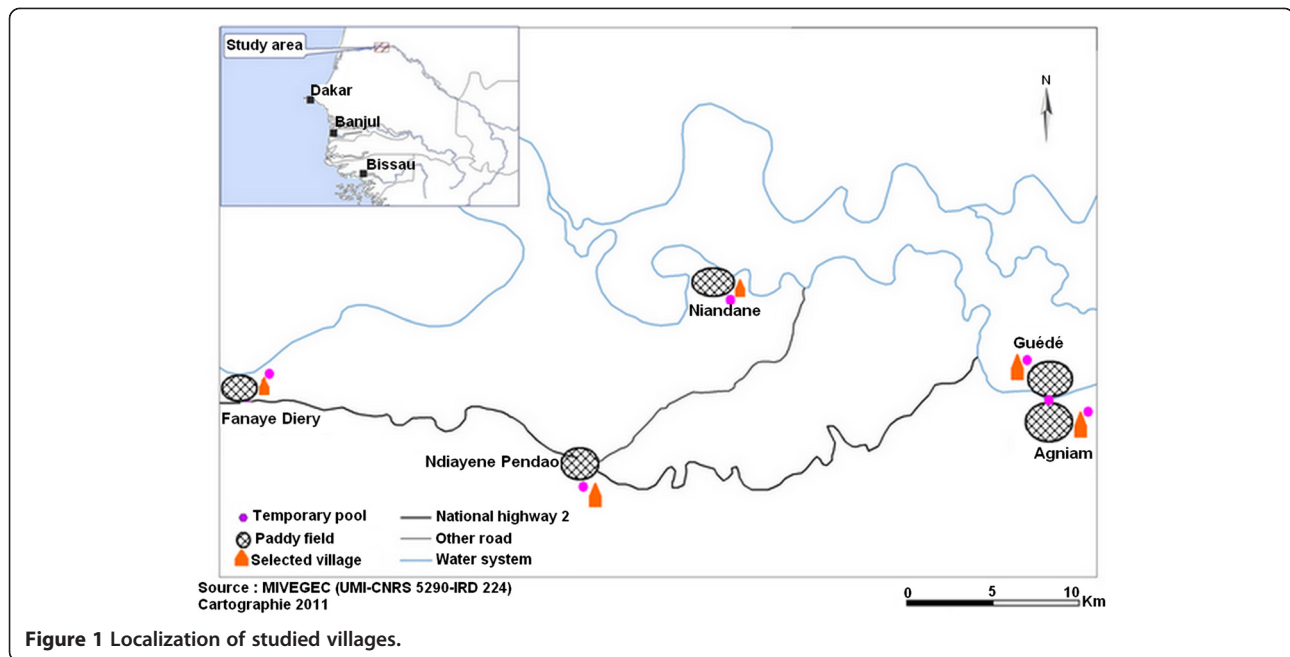 Study area
Dakar
Banjul
Bissau
N
Niandane
Guédé
Fanaye Diery
Ndiayene Pendao
Agniam
Temporary pool
Paddy field
Selected village
National highway 2
Other road
Water system
Source : MIVEGEC (UMI-CNRS 5290-IRD 224)
Cartographie 2011
0 5 10 Km
Figure 1 Localization of studied villages.